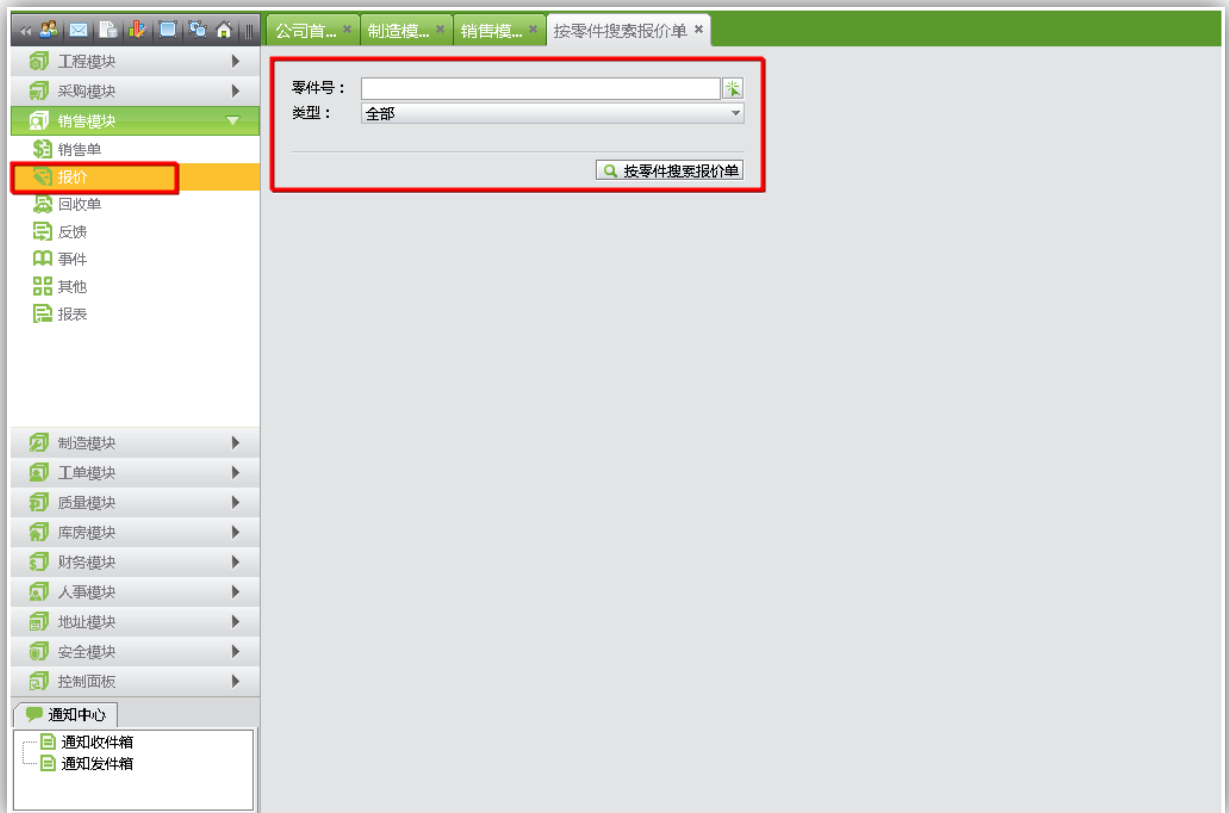 公司首... 制造模... 销售模... 按零件搜索报价单
工程模块
采购模块
销售模块
销售单
报价
回收单
反馈
事件
其他
报表
制造模块
工单模块
质量模块
库房模块
财务模块
人事模块
地址模块
安全模块
控制面板
通知中心
通知收件箱
通知发件箱
零件号：
类型： 全部
按零件搜索报价单